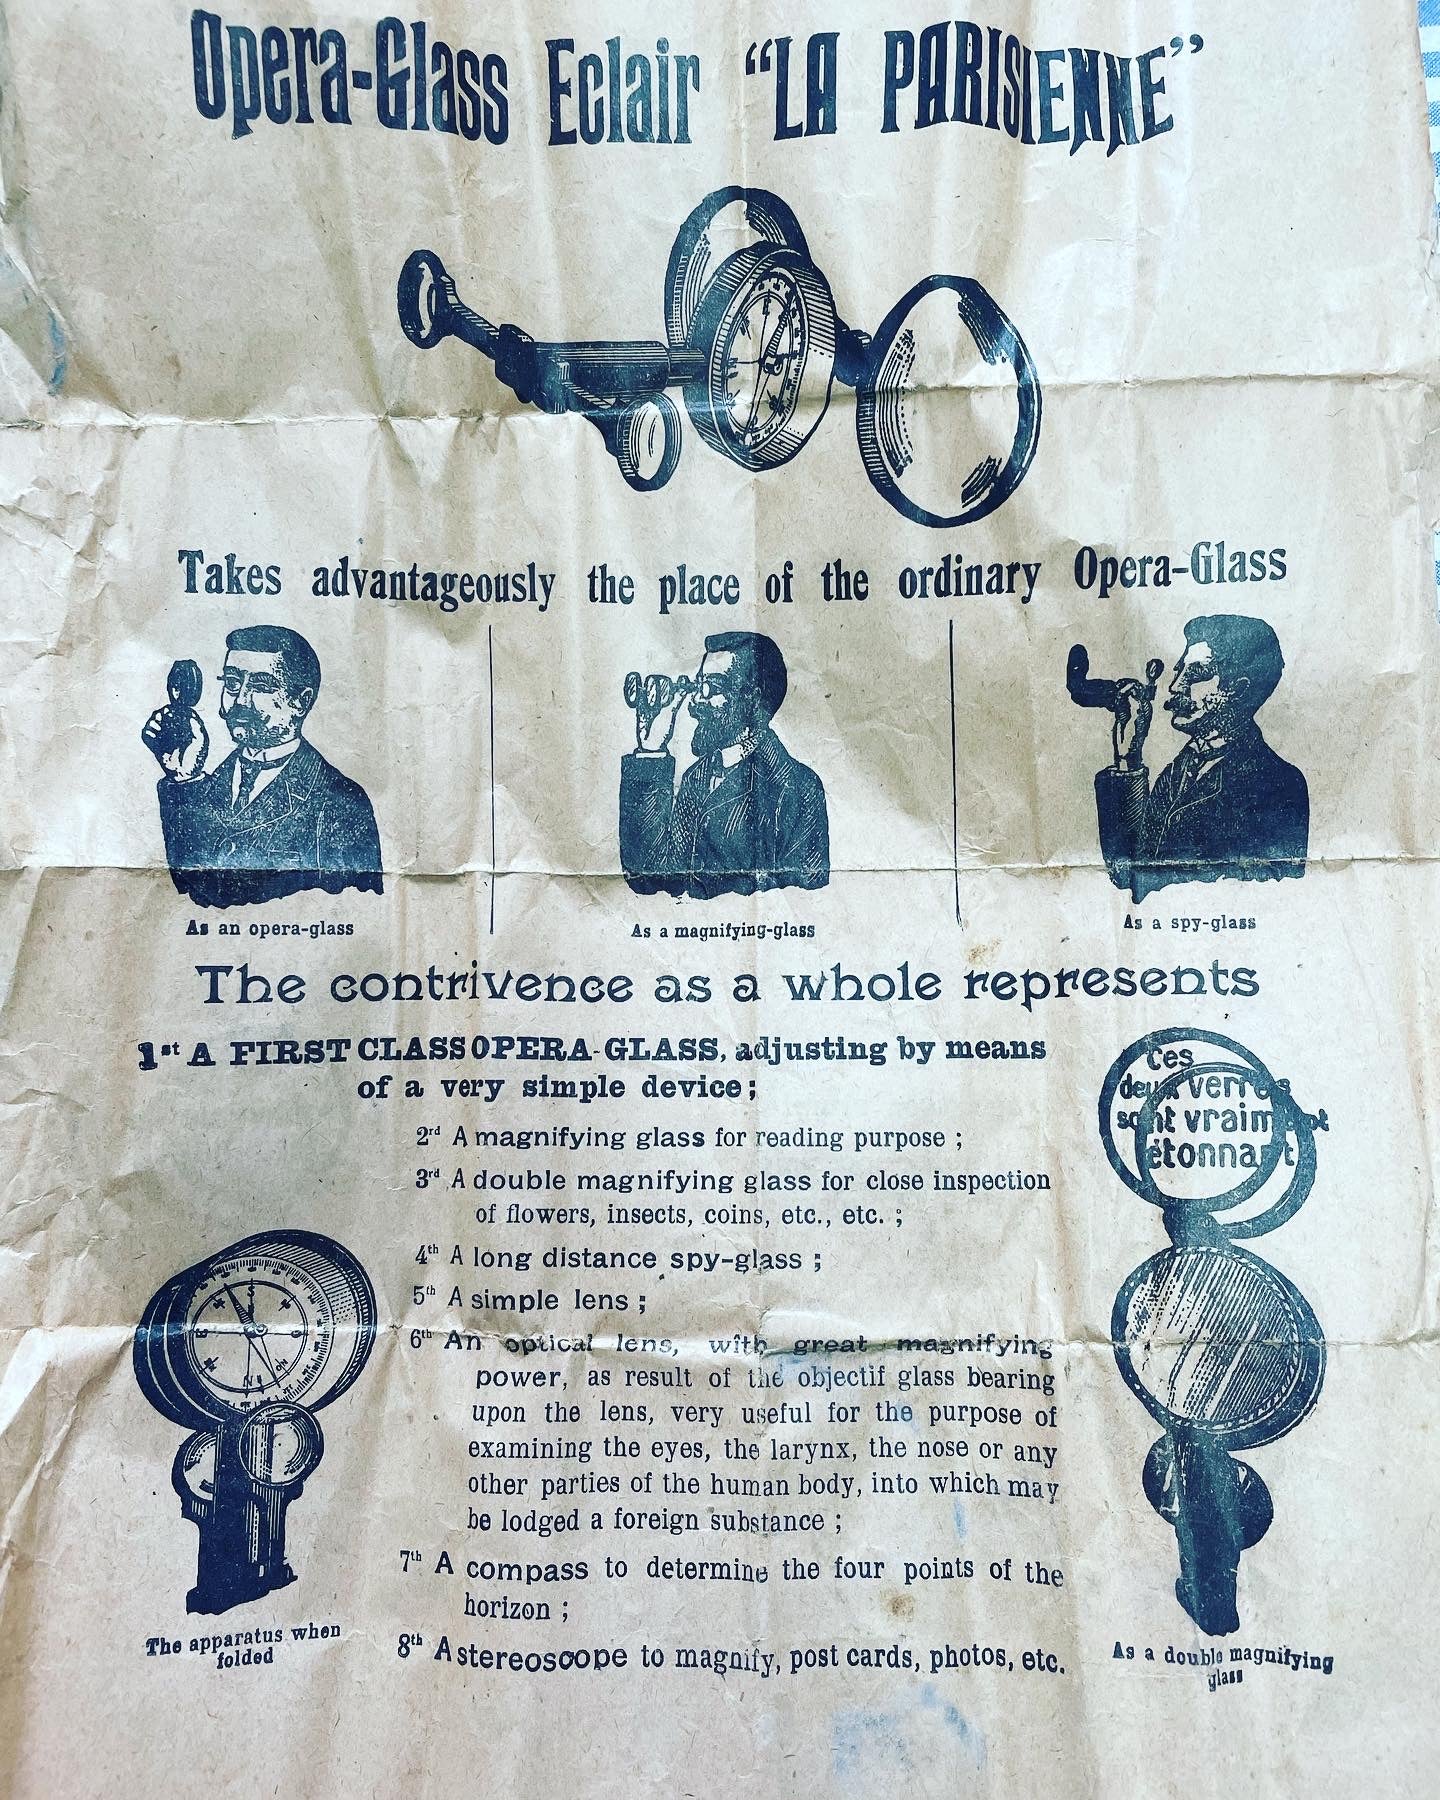 Opera-Glass Eclair “LA PARISIENNE”
Takes advantageously the place of the ordinary Opera-Glass
As an opera-glass
As a magnifying-glass
As a spy-glass
The contrivence as a whole represents
1st A FIRST CLASS OPERA-GLASS, adjusting by means
of a very simple device;
2rd A magnifying glass for reading purpose ;
3rd A double magnifying glass for close inspection
of flowers, insects, coins, etc., etc. ;
4th A long distance spy-glass ;
5th A simple lens ;
6th An optical lens, with great magnifying
power, as result of the objectif glass bearing
upon the lens, very useful for the purpose of
examining the eyes, the larynx, the nose or any
other parties of the human body, into which may
be lodged a foreign substance ;
7th A compass to determine the four points of the
horizon ;
8th A stereoscope to magnify, post cards, photos, etc.
Ces
deux verres
sont vraiment
étonnant
The apparatus when
folded
As a double magnifying
glass